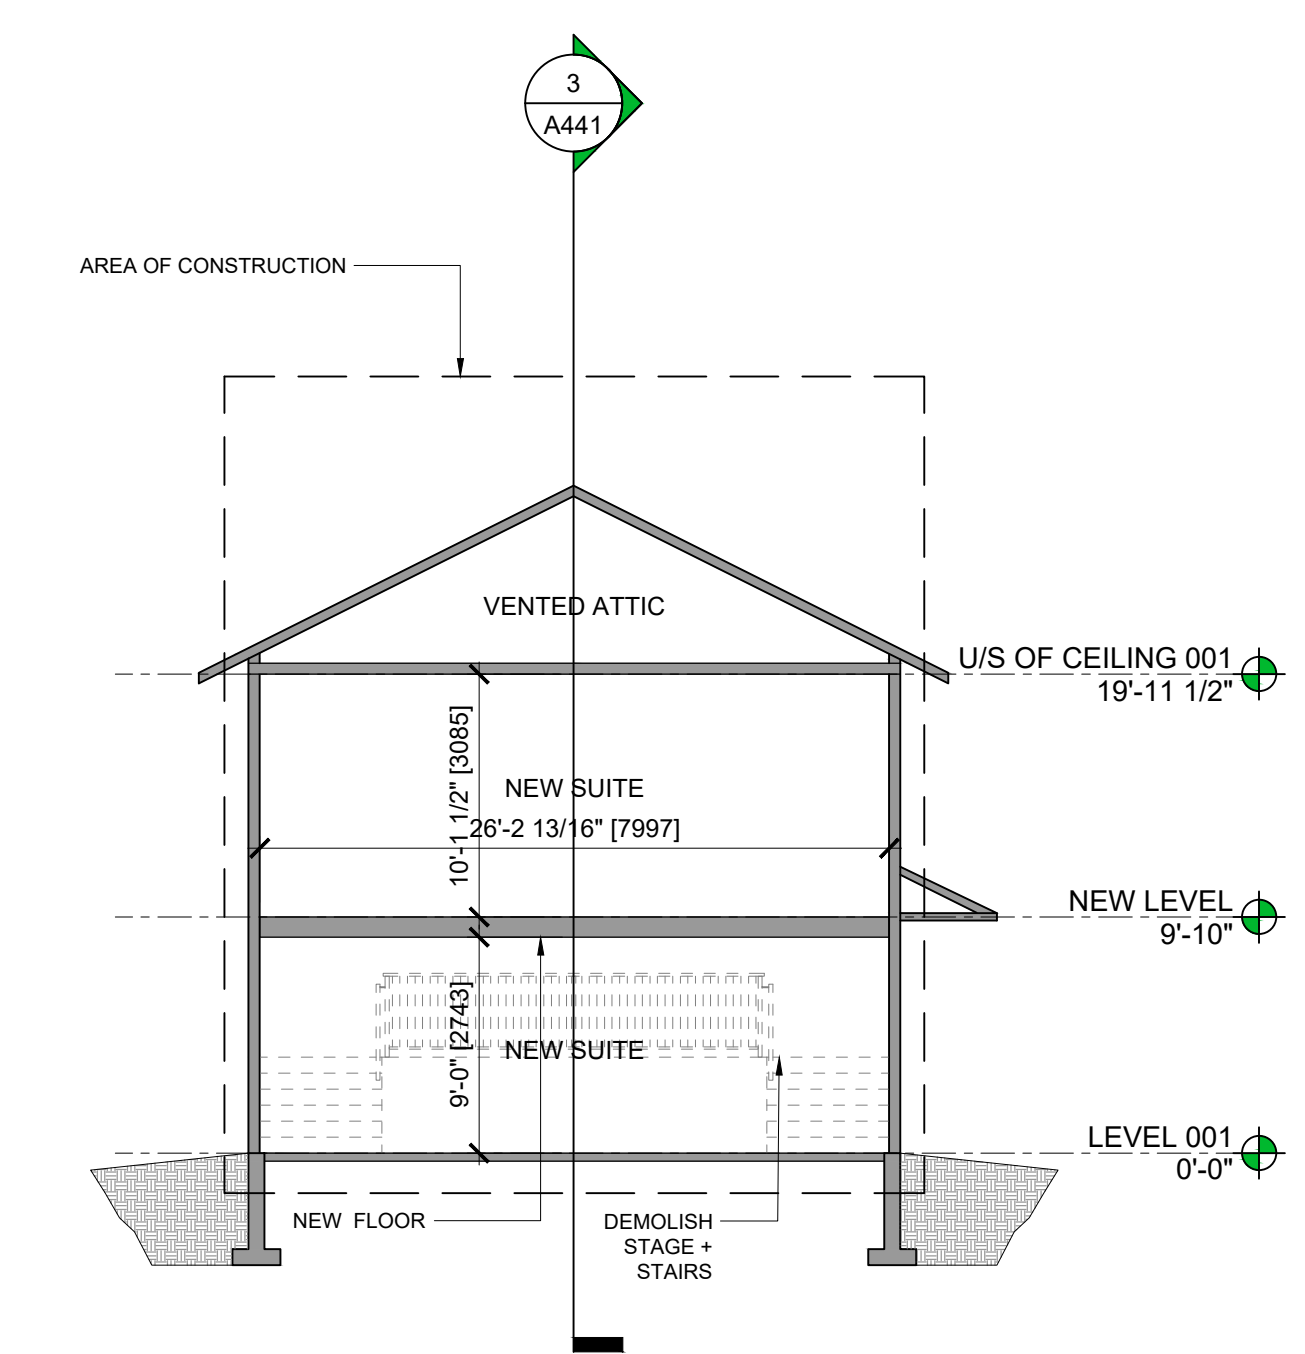 3
A441
AREA OF CONSTRUCTION
VENTED ATTIC
U/S OF CEILING 001
19'-11 1/2"
10'-1 1/2" [3085]
NEW SUITE
26'-2 13/16" [7997]
NEW LEVEL
9'-10"
9'-0" [2743]
NEW SUITE
LEVEL 001
0'-0"
NEW FLOOR
DEMOLISH
STAGE +
STAIRS